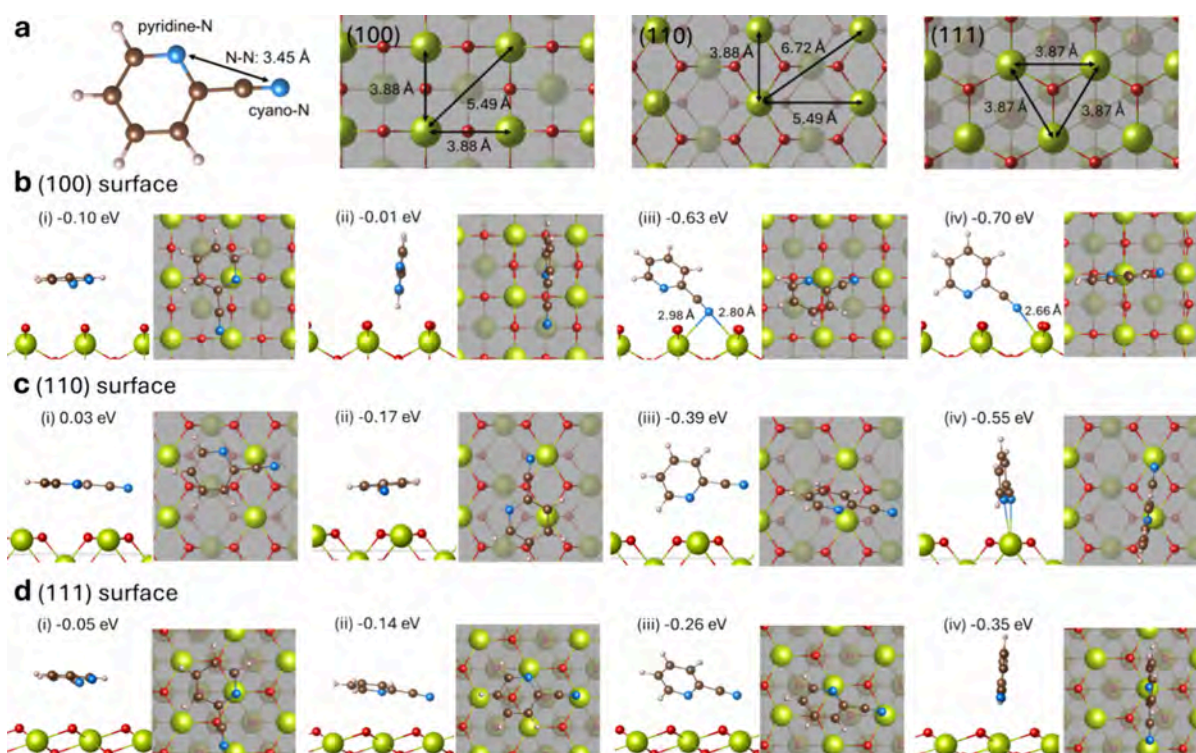 a
pyridine-N
N-N: 3.45 Å
cyano-N
(100)
3.88 Å
5.49 Å
3.88 Å
(110)
3.88 Å
6.72 Å
5.49 Å
(111)
3.87 Å
3.87 Å
3.87 Å
b (100) surface
(i) -0.10 eV
(ii) -0.01 eV
(iii) -0.63 eV
2.98 Å
2.80 Å
(iv) -0.70 eV
2.66 Å
c (110) surface
(i) 0.03 eV
(ii) -0.17 eV
(iii) -0.39 eV
(iv) -0.55 eV
d (111) surface
(i) -0.05 eV
(ii) -0.14 eV
(iii) -0.26 eV
(iv) -0.35 eV